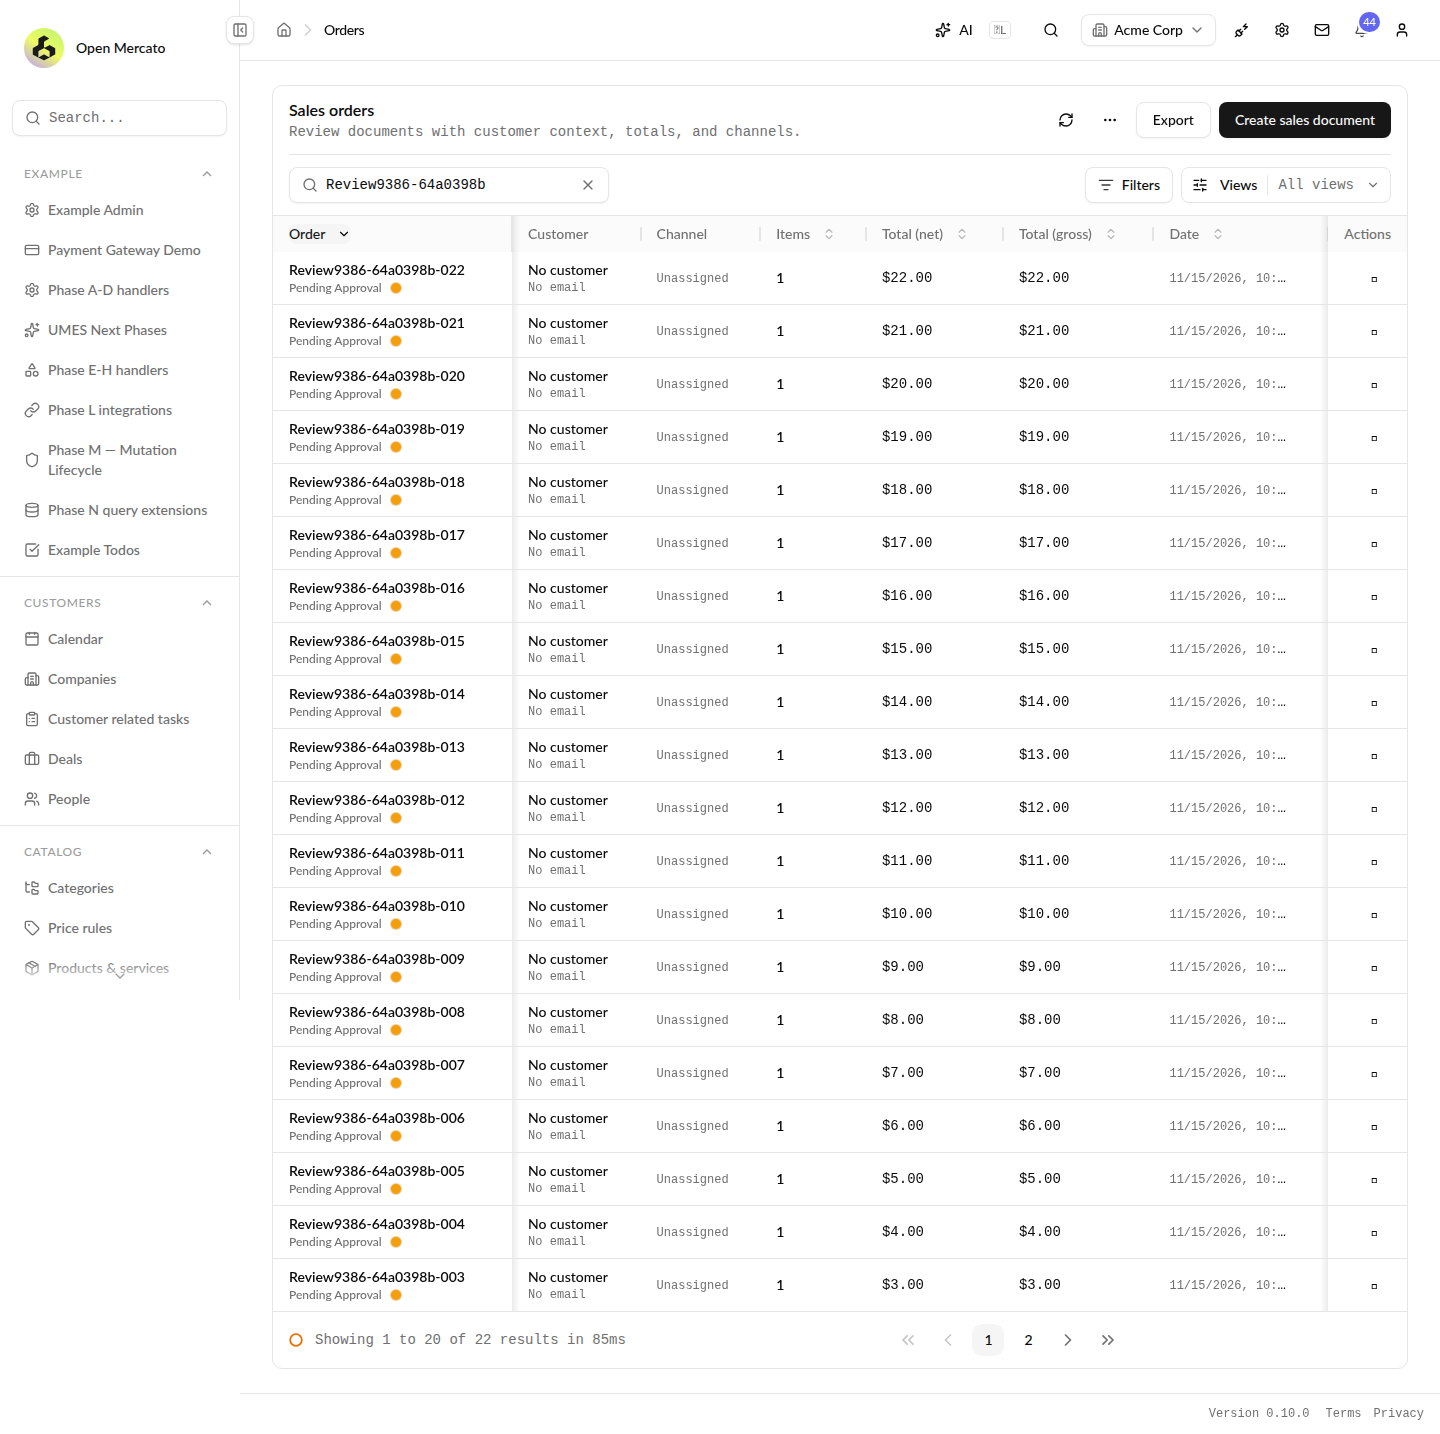 Open Mercato
Orders
AI
Acme Corp
44
Search...
EXAMPLE
Example Admin
Payment Gateway Demo
Phase A-D handlers
UMES Next Phases
Phase E-H handlers
Phase L integrations
Phase M — Mutation
Lifecycle
Phase N query extensions
Example Todos
CUSTOMERS
Calendar
Companies
Customer related tasks
Deals
People
CATALOG
Categories
Price rules
Products & services
Sales orders
Review documents with customer context, totals, and channels.
Export
Create sales document
Review9386-64a0398b
Filters
Views
All views
Order Customer Channel Items Total (net) Total (gross) Date Actions
Review9386-64a0398b-022 No customer Unassigned 1 $22.00 $22.00 11/15/2026, 10:…
Pending Approval No email
Review9386-64a0398b-021 No customer Unassigned 1 $21.00 $21.00 11/15/2026, 10:…
Pending Approval No email
Review9386-64a0398b-020 No customer Unassigned 1 $20.00 $20.00 11/15/2026, 10:…
Pending Approval No email
Review9386-64a0398b-019 No customer Unassigned 1 $19.00 $19.00 11/15/2026, 10:…
Pending Approval No email
Review9386-64a0398b-018 No customer Unassigned 1 $18.00 $18.00 11/15/2026, 10:…
Pending Approval No email
Review9386-64a0398b-017 No customer Unassigned 1 $17.00 $17.00 11/15/2026, 10:…
Pending Approval No email
Review9386-64a0398b-016 No customer Unassigned 1 $16.00 $16.00 11/15/2026, 10:…
Pending Approval No email
Review9386-64a0398b-015 No customer Unassigned 1 $15.00 $15.00 11/15/2026, 10:…
Pending Approval No email
Review9386-64a0398b-014 No customer Unassigned 1 $14.00 $14.00 11/15/2026, 10:…
Pending Approval No email
Review9386-64a0398b-013 No customer Unassigned 1 $13.00 $13.00 11/15/2026, 10:…
Pending Approval No email
Review9386-64a0398b-012 No customer Unassigned 1 $12.00 $12.00 11/15/2026, 10:…
Pending Approval No email
Review9386-64a0398b-011 No customer Unassigned 1 $11.00 $11.00 11/15/2026, 10:…
Pending Approval No email
Review9386-64a0398b-010 No customer Unassigned 1 $10.00 $10.00 11/15/2026, 10:…
Pending Approval No email
Review9386-64a0398b-009 No customer Unassigned 1 $9.00 $9.00 11/15/2026, 10:…
Pending Approval No email
Review9386-64a0398b-008 No customer Unassigned 1 $8.00 $8.00 11/15/2026, 10:…
Pending Approval No email
Review9386-64a0398b-007 No customer Unassigned 1 $7.00 $7.00 11/15/2026, 10:…
Pending Approval No email
Review9386-64a0398b-006 No customer Unassigned 1 $6.00 $6.00 11/15/2026, 10:…
Pending Approval No email
Review9386-64a0398b-005 No customer Unassigned 1 $5.00 $5.00 11/15/2026, 10:…
Pending Approval No email
Review9386-64a0398b-004 No customer Unassigned 1 $4.00 $4.00 11/15/2026, 10:…
Pending Approval No email
Review9386-64a0398b-003 No customer Unassigned 1 $3.00 $3.00 11/15/2026, 10:…
Pending Approval No email
Showing 1 to 20 of 22 results in 85ms
1 2
Version 0.10.0 Terms Privacy